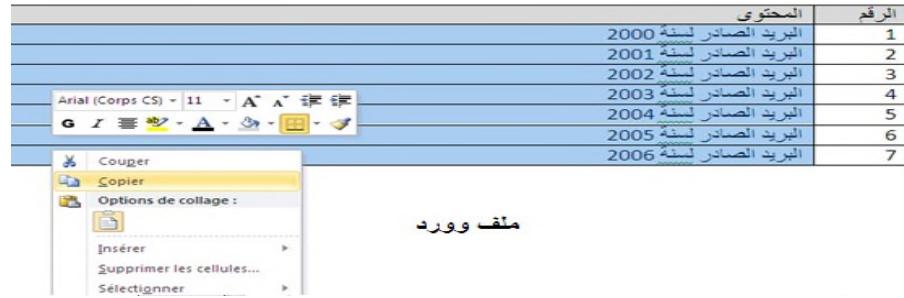 الرقم المحتوى
1 البريد الصادر لسنة 2000
2 البريد الصادر لسنة 2001
3 البريد الصادر لسنة 2002
4 البريد الصادر لسنة 2003
5 البريد الصادر لسنة 2004
6 البريد الصادر لسنة 2005
7 البريد الصادر لسنة 2006
Arial (Corps CS) 11 A A
G I A
Couper
Copier
Options de collage :
Insérer
Supprimer les cellules...
Sélectionner
ملف وورد